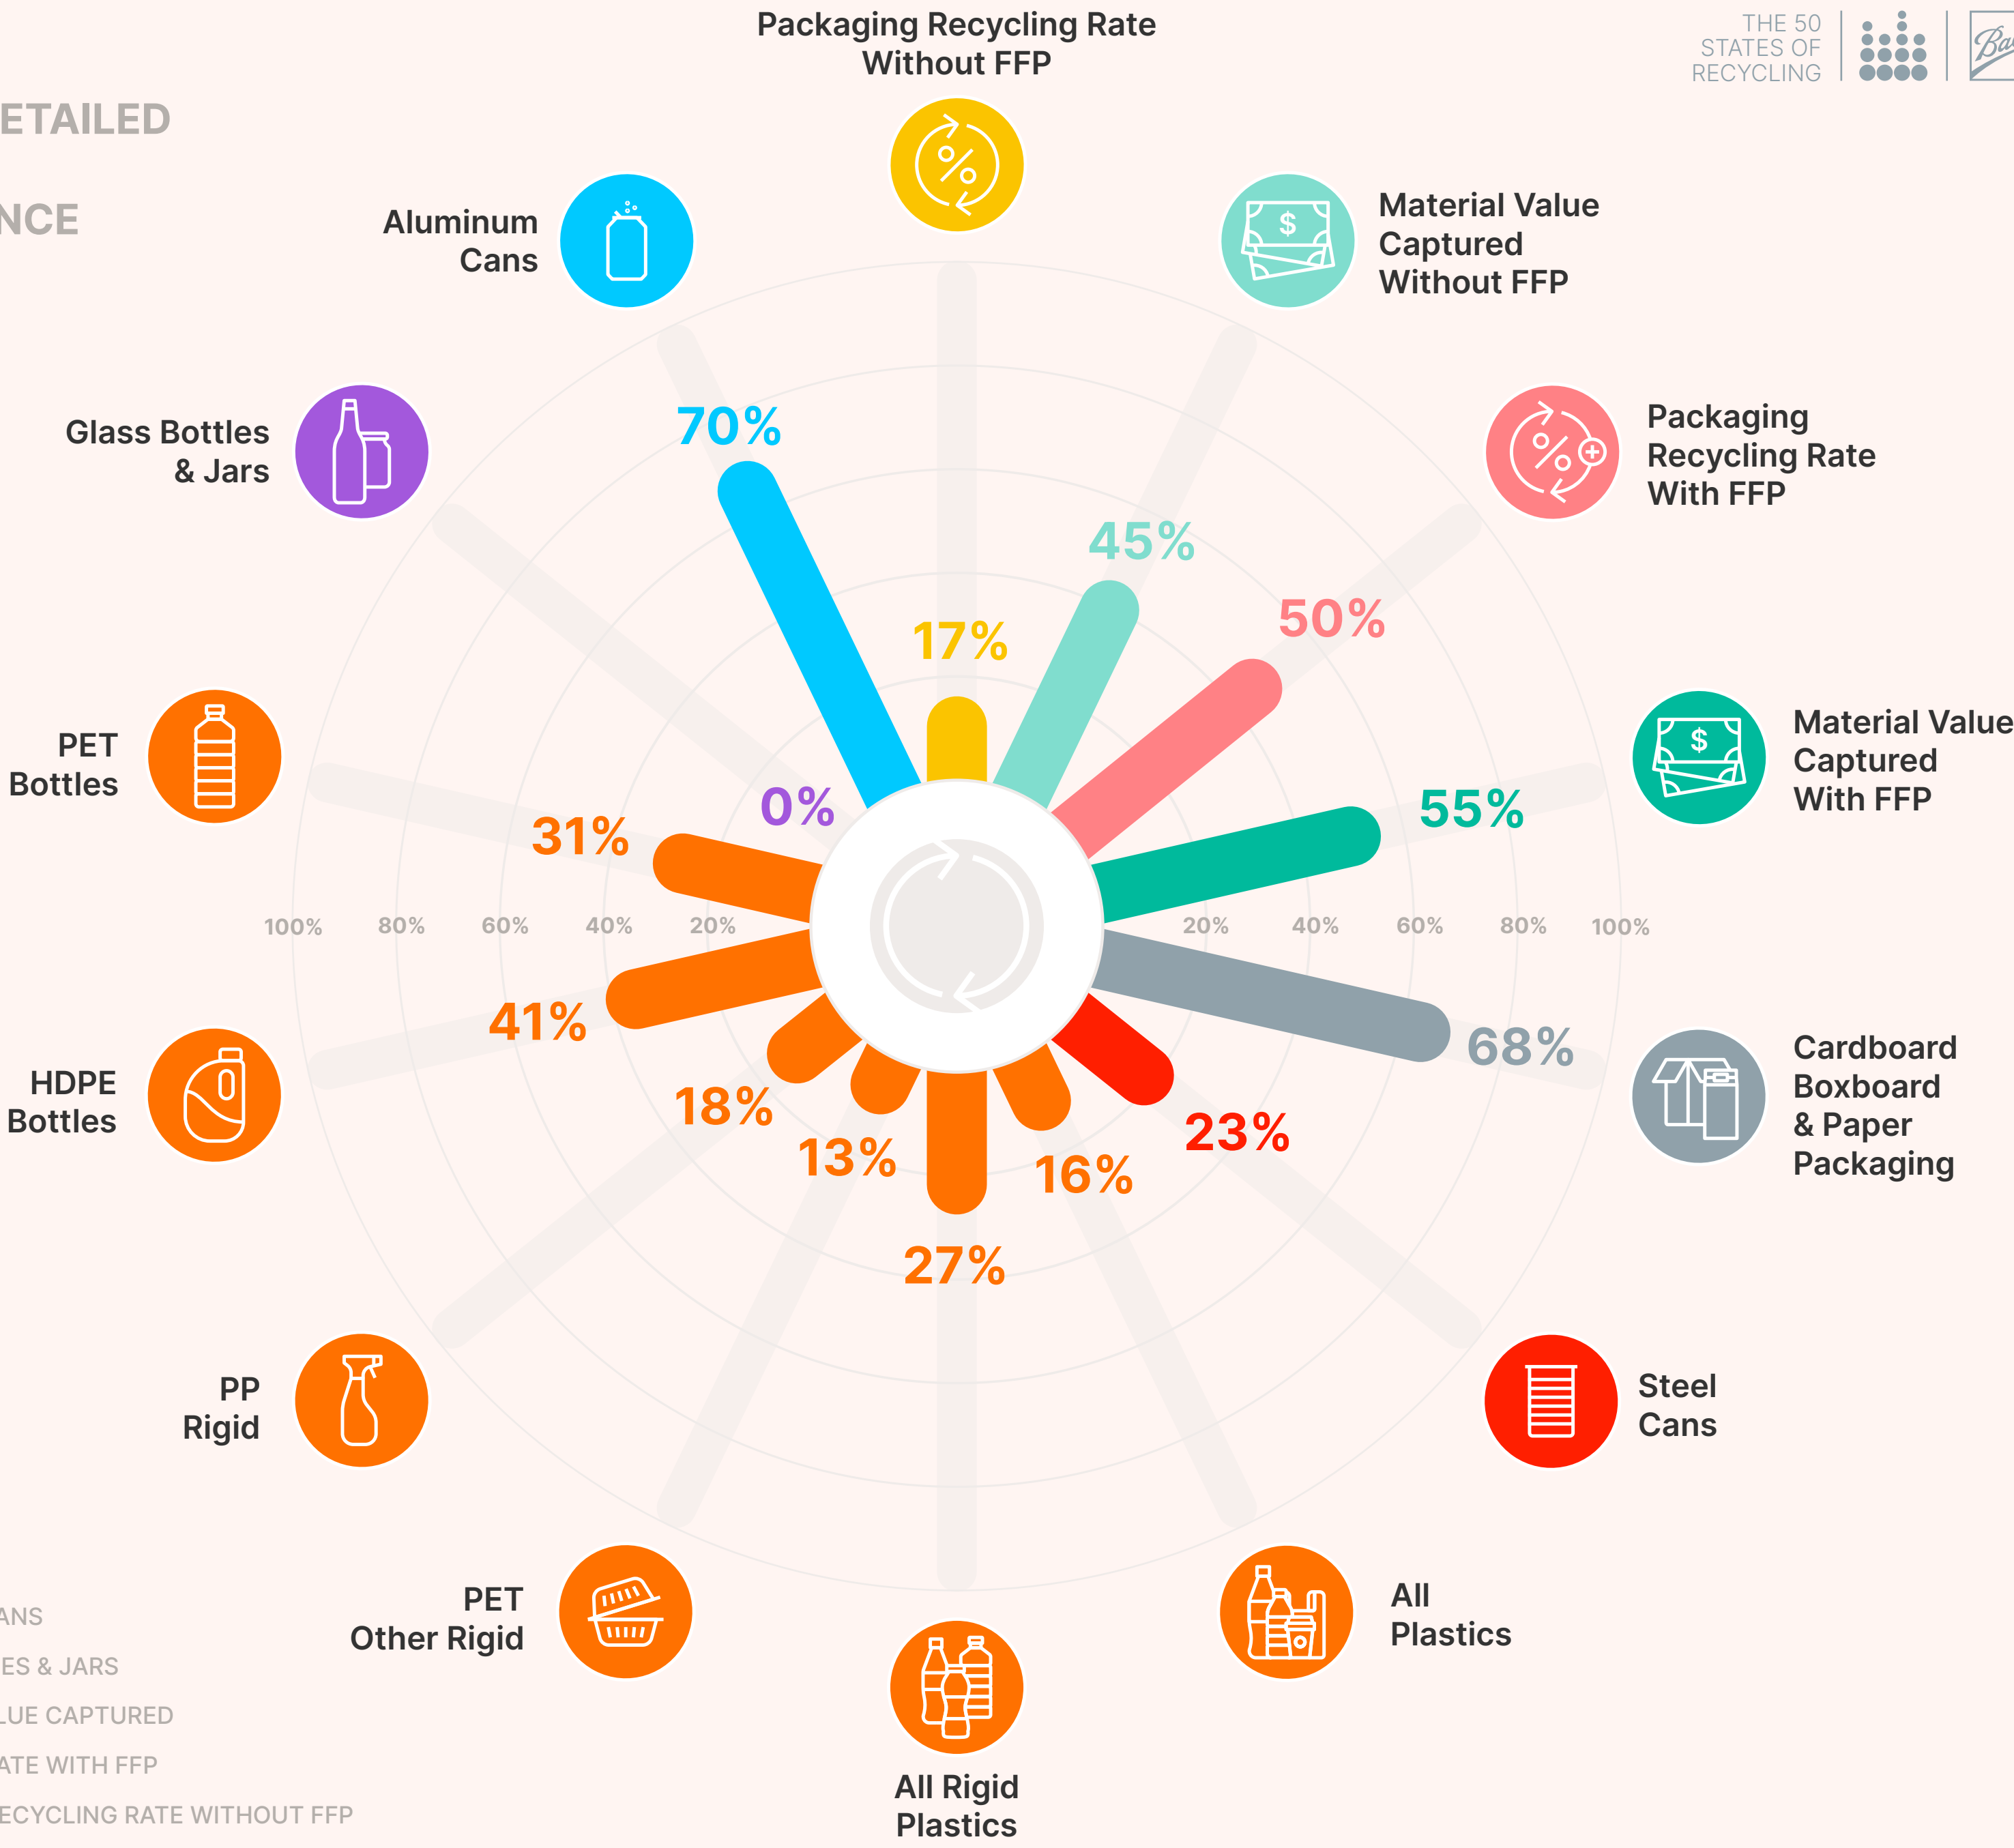 Packaging Recycling Rate
Without FFP
THE 50
STATES OF
RECYCLING
ETAILED
NCE
Aluminum
Cans
Material Value
Captured
Without FFP
Glass Bottles
& Jars
Packaging
Recycling Rate
With FFP
70%
45%
50%
17%
PET
Bottles
Material Value
Captured
With FFP
0%
31%
55%
100% 80% 60% 40% 20% 20% 40% 60% 80% 100%
41%
68%
HDPE
Bottles
Cardboard
Boxboard
& Paper
Packaging
18%
13%
27%
16%
23%
PP
Rigid
Steel
Cans
PET
Other Rigid
All
Plastics
All Rigid
Plastics
ANS
ES & JARS
LUE CAPTURED
ATE WITH FFP
ECYCLING RATE WITHOUT FFP